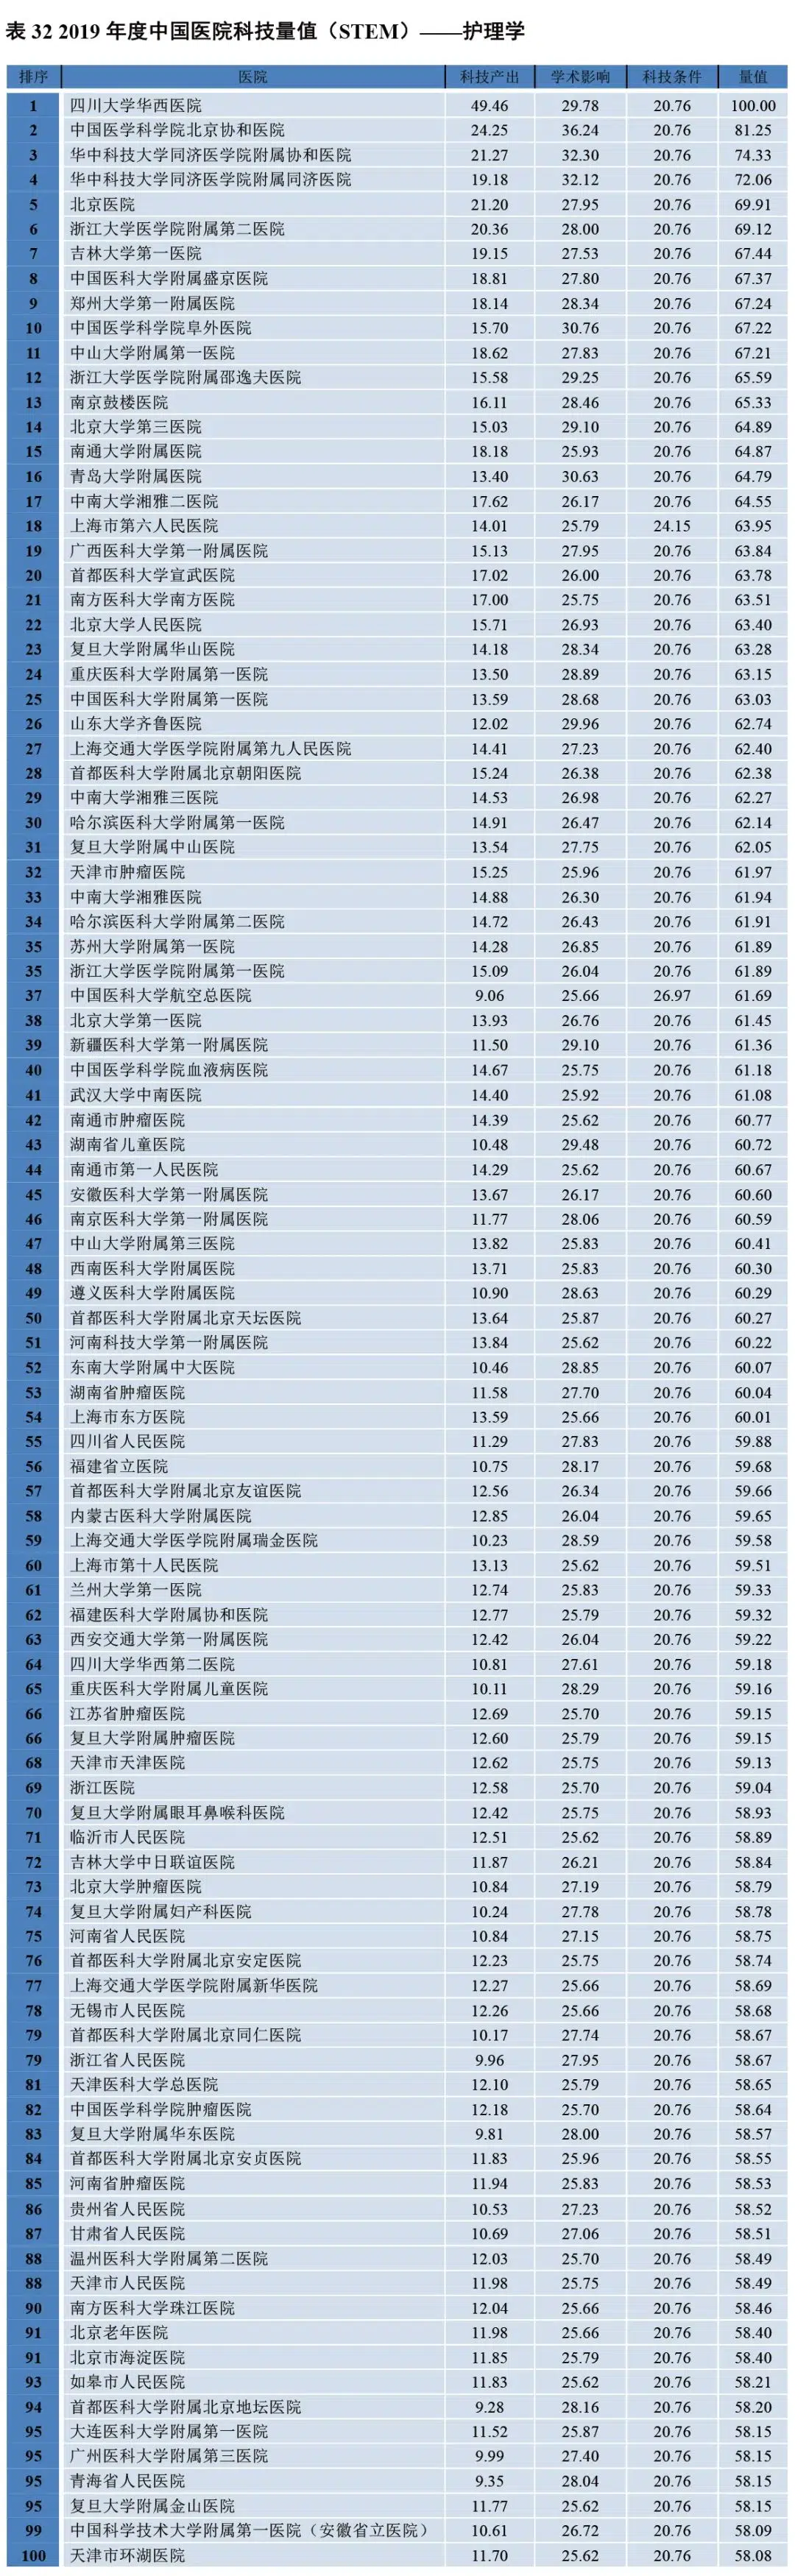 表 32 2019 年度中国医院科技量值（STEM）——护理学
排序 医院 科技产出 学术影响 科技条件 量值
1 四川大学华西医院 49.46 29.78 20.76 100.00
2 中国医学科学院北京协和医院 24.25 36.24 20.76 81.25
3 华中科技大学同济医学院附属协和医院 21.27 32.30 20.76 74.33
4 华中科技大学同济医学院附属同济医院 19.18 32.12 20.76 72.06
5 北京医院 21.20 27.95 20.76 69.91
6 浙江大学医学院附属第二医院 20.36 28.00 20.76 69.12
7 吉林大学第一医院 19.15 27.53 20.76 67.44
8 中国医科大学附属盛京医院 18.81 27.80 20.76 67.37
9 郑州大学第一附属医院 18.14 28.34 20.76 67.24
10 中国医学科学院阜外医院 15.70 30.76 20.76 67.22
11 中山大学附属第一医院 18.62 27.83 20.76 67.21
12 浙江大学医学院附属邵逸夫医院 15.58 29.25 20.76 65.59
13 南京鼓楼医院 16.11 28.46 20.76 65.33
14 北京大学第三医院 15.03 29.10 20.76 64.89
15 南通大学附属医院 18.18 25.93 20.76 64.87
16 青岛大学附属医院 13.40 30.63 20.76 64.79
17 中南大学湘雅二医院 17.62 26.17 20.76 64.55
18 上海市第六人民医院 14.01 25.79 24.15 63.95
19 广西医科大学第一附属医院 15.13 27.95 20.76 63.84
20 首都医科大学宣武医院 17.02 26.00 20.76 63.78
21 南方医科大学南方医院 17.00 25.75 20.76 63.51
22 北京大学人民医院 15.71 26.93 20.76 63.40
23 复旦大学附属华山医院 14.18 28.34 20.76 63.28
24 重庆医科大学附属第一医院 13.50 28.89 20.76 63.15
25 中国医科大学附属第一医院 13.59 28.68 20.76 63.03
26 山东大学齐鲁医院 12.02 29.96 20.76 62.74
27 上海交通大学医学院附属第九人民医院 14.41 27.23 20.76 62.40
28 首都医科大学附属北京朝阳医院 15.24 26.38 20.76 62.38
29 中南大学湘雅三医院 14.53 26.98 20.76 62.27
30 哈尔滨医科大学附属第一医院 14.91 26.47 20.76 62.14
31 复旦大学附属中山医院 13.54 27.75 20.76 62.05
32 天津市肿瘤医院 15.25 25.96 20.76 61.97
33 中南大学湘雅医院 14.88 26.30 20.76 61.94
34 哈尔滨医科大学附属第二医院 14.72 26.43 20.76 61.91
35 苏州大学附属第一医院 14.28 26.85 20.76 61.89
35 浙江大学医学院附属第一医院 15.09 26.04 20.76 61.89
37 中国医科大学航空总医院 9.06 25.66 26.97 61.69
38 北京大学第一医院 13.93 26.76 20.76 61.45
39 新疆医科大学第一附属医院 11.50 29.10 20.76 61.36
40 中国医学科学院血液病医院 14.67 25.75 20.76 61.18
41 武汉大学中南医院 14.40 25.92 20.76 61.08
42 南通市肿瘤医院 14.39 25.62 20.76 60.77
43 湖南省儿童医院 10.48 29.48 20.76 60.72
44 南通市第一人民医院 14.29 25.62 20.76 60.67
45 安徽医科大学第一附属医院 13.67 26.17 20.76 60.60
46 南京医科大学第一附属医院 11.77 28.06 20.76 60.59
47 中山大学附属第三医院 13.82 25.83 20.76 60.41
48 西南医科大学附属医院 13.71 25.83 20.76 60.30
49 遵义医科大学附属医院 10.90 28.63 20.76 60.29
50 首都医科大学附属北京天坛医院 13.64 25.87 20.76 60.27
51 河南科技大学第一附属医院 13.84 25.62 20.76 60.22
52 东南大学附属中大医院 10.46 28.85 20.76 60.07
53 湖南省肿瘤医院 11.58 27.70 20.76 60.04
54 上海市东方医院 13.59 25.66 20.76 60.01
55 四川省人民医院 11.29 27.83 20.76 59.88
56 福建省立医院 10.75 28.17 20.76 59.68
57 首都医科大学附属北京友谊医院 12.56 26.34 20.76 59.66
58 内蒙古医科大学附属医院 12.85 26.04 20.76 59.65
59 上海交通大学医学院附属瑞金医院 10.23 28.59 20.76 59.58
60 上海市第十人民医院 13.13 25.62 20.76 59.51
61 兰州大学第一医院 12.74 25.83 20.76 59.33
62 福建医科大学附属协和医院 12.77 25.79 20.76 59.32
63 西安交通大学第一附属医院 12.42 26.04 20.76 59.22
64 四川大学华西第二医院 10.81 27.61 20.76 59.18
65 重庆医科大学附属儿童医院 10.11 28.29 20.76 59.16
66 江苏省肿瘤医院 12.69 25.70 20.76 59.15
66 复旦大学附属肿瘤医院 12.60 25.79 20.76 59.15
68 天津市天津医院 12.62 25.75 20.76 59.13
69 浙江医院 12.58 25.70 20.76 59.04
70 复旦大学附属眼耳鼻喉科医院 12.42 25.75 20.76 58.93
71 临沂市人民医院 12.51 25.62 20.76 58.89
72 吉林大学中日联谊医院 11.87 26.21 20.76 58.84
73 北京大学肿瘤医院 10.84 27.19 20.76 58.79
74 复旦大学附属妇产科医院 10.24 27.78 20.76 58.78
75 河南省人民医院 10.84 27.15 20.76 58.75
76 首都医科大学附属北京安定医院 12.23 25.75 20.76 58.74
77 上海交通大学医学院附属新华医院 12.27 25.66 20.76 58.69
78 无锡市人民医院 12.26 25.66 20.76 58.68
79 首都医科大学附属北京同仁医院 10.17 27.74 20.76 58.67
79 浙江省人民医院 9.96 27.95 20.76 58.67
81 天津医科大学总医院 12.10 25.79 20.76 58.65
82 中国医学科学院肿瘤医院 12.18 25.70 20.76 58.64
83 复旦大学附属华东医院 9.81 28.00 20.76 58.57
84 首都医科大学附属北京安贞医院 11.83 25.96 20.76 58.55
85 河南省肿瘤医院 11.94 25.83 20.76 58.53
86 贵州省人民医院 10.53 27.23 20.76 58.52
87 甘肃省人民医院 10.69 27.06 20.76 58.51
88 温州医科大学附属第二医院 12.03 25.70 20.76 58.49
88 天津市人民医院 11.98 25.75 20.76 58.49
90 南方医科大学珠江医院 12.04 25.66 20.76 58.46
91 北京老年医院 11.98 25.66 20.76 58.40
91 北京市海淀医院 11.85 25.79 20.76 58.40
93 如皋市人民医院 11.83 25.62 20.76 58.21
94 首都医科大学附属北京地坛医院 9.28 28.16 20.76 58.20
95 大连医科大学附属第一医院 11.52 25.87 20.76 58.15
95 广州医科大学附属第三医院 9.99 27.40 20.76 58.15
95 青海省人民医院 9.35 28.04 20.76 58.15
95 复旦大学附属金山医院 11.77 25.62 20.76 58.15
99 中国科学技术大学附属第一医院（安徽省立医院） 10.61 26.72 20.76 58.09
100 天津市环湖医院 11.70 25.62 20.76 58.08